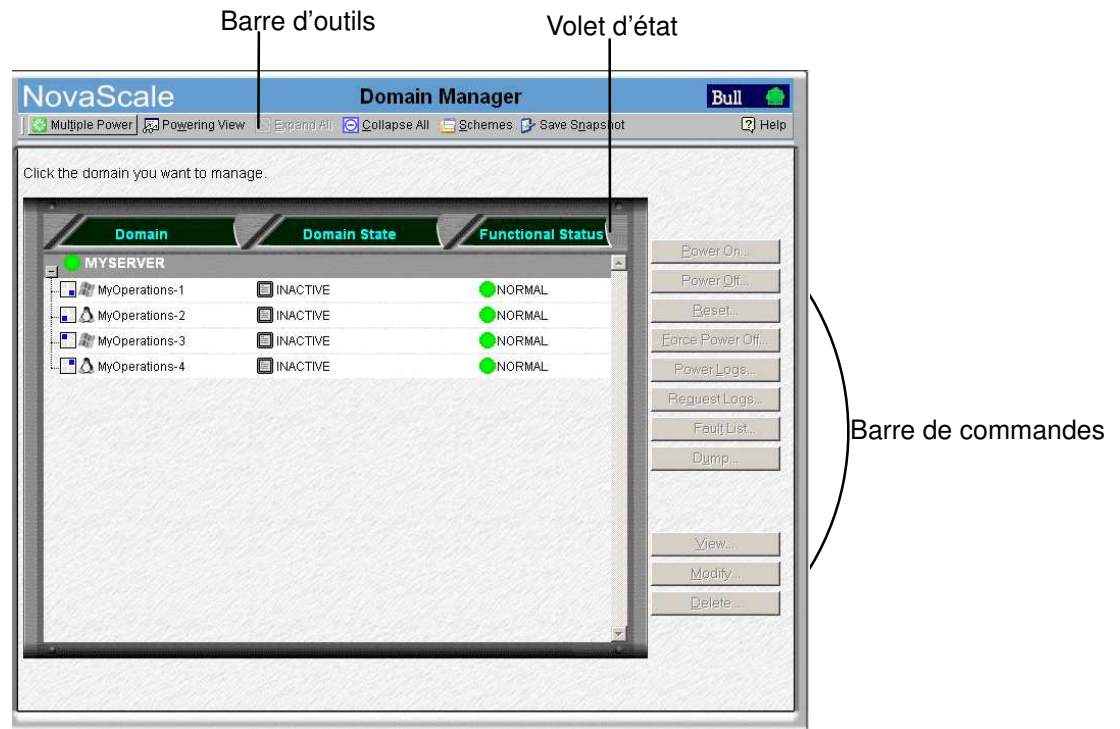 Barre d'outils
Volet d'état
NovaScale Domain Manager Bull
Multiple Power Powering View Expand All Collapse All Schemes Save Snapshot Help
Click the domain you want to manage.
Domain Domain State Functional Status
MYSERVER
MyOperations-1 INACTIVE NORMAL
MyOperations-2 INACTIVE NORMAL
MyOperations-3 INACTIVE NORMAL
MyOperations-4 INACTIVE NORMAL
Power On...
Power Off...
Reset...
Force Power Off...
Power Logs...
Request Logs...
Fault List...
Dump...
View...
Modify...
Delete...
Barre de commandes